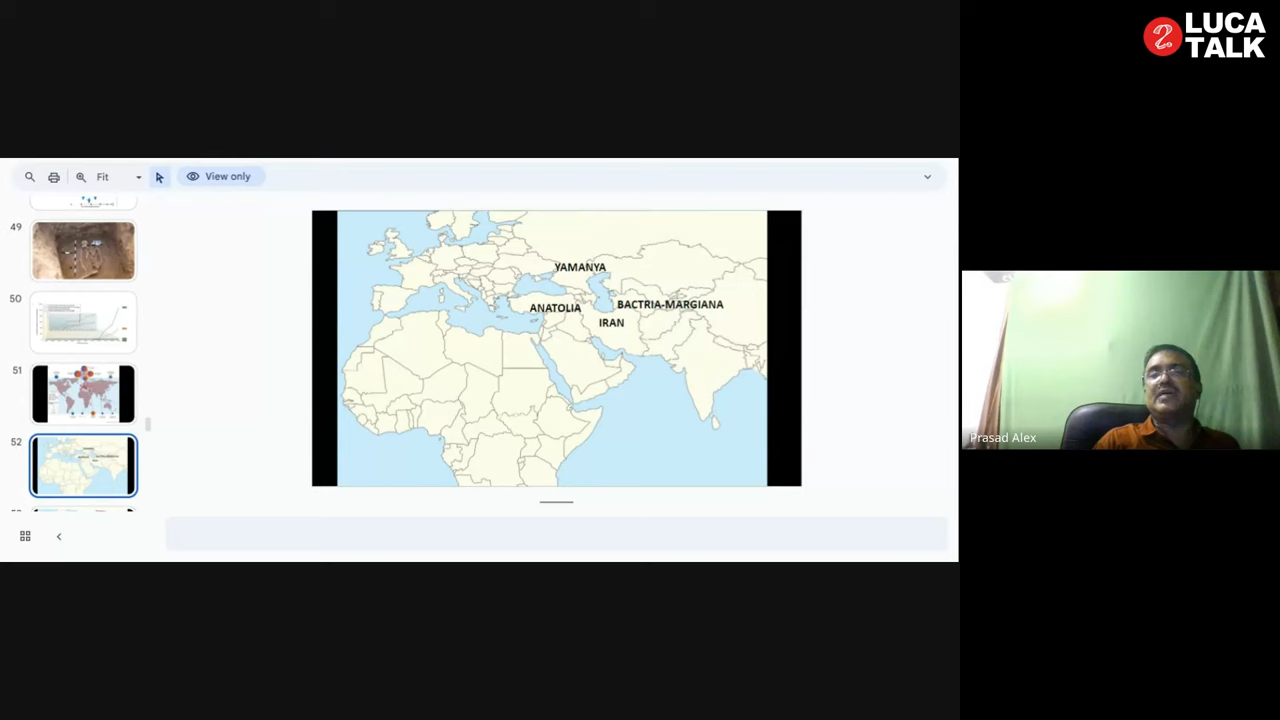 LUCA
TALK
Fit
View only
49
50
51
52
YAMANYA
ANATOLIA
BACTRIA-MARGIANA
IRAN
Prasad Alex